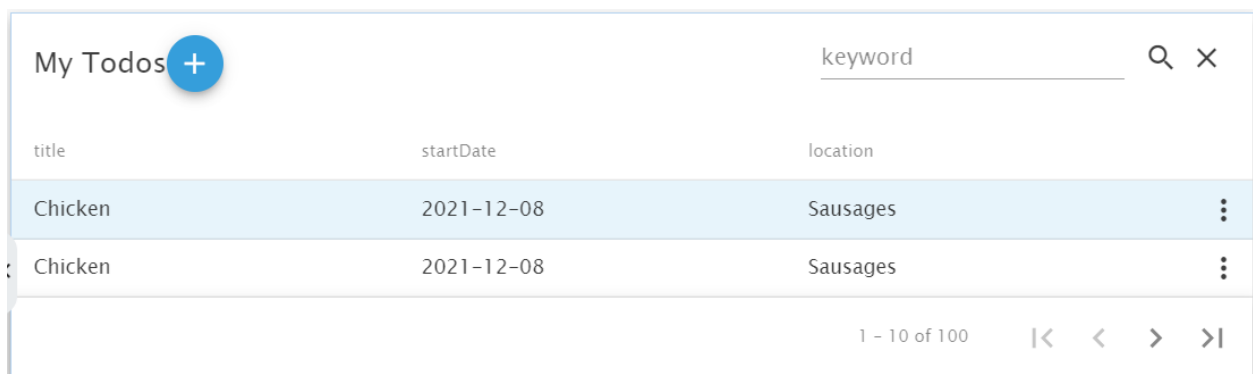 My Todos +
keyword
title startDate location
Chicken 2021-12-08 Sausages
Chicken 2021-12-08 Sausages
1 – 10 of 100